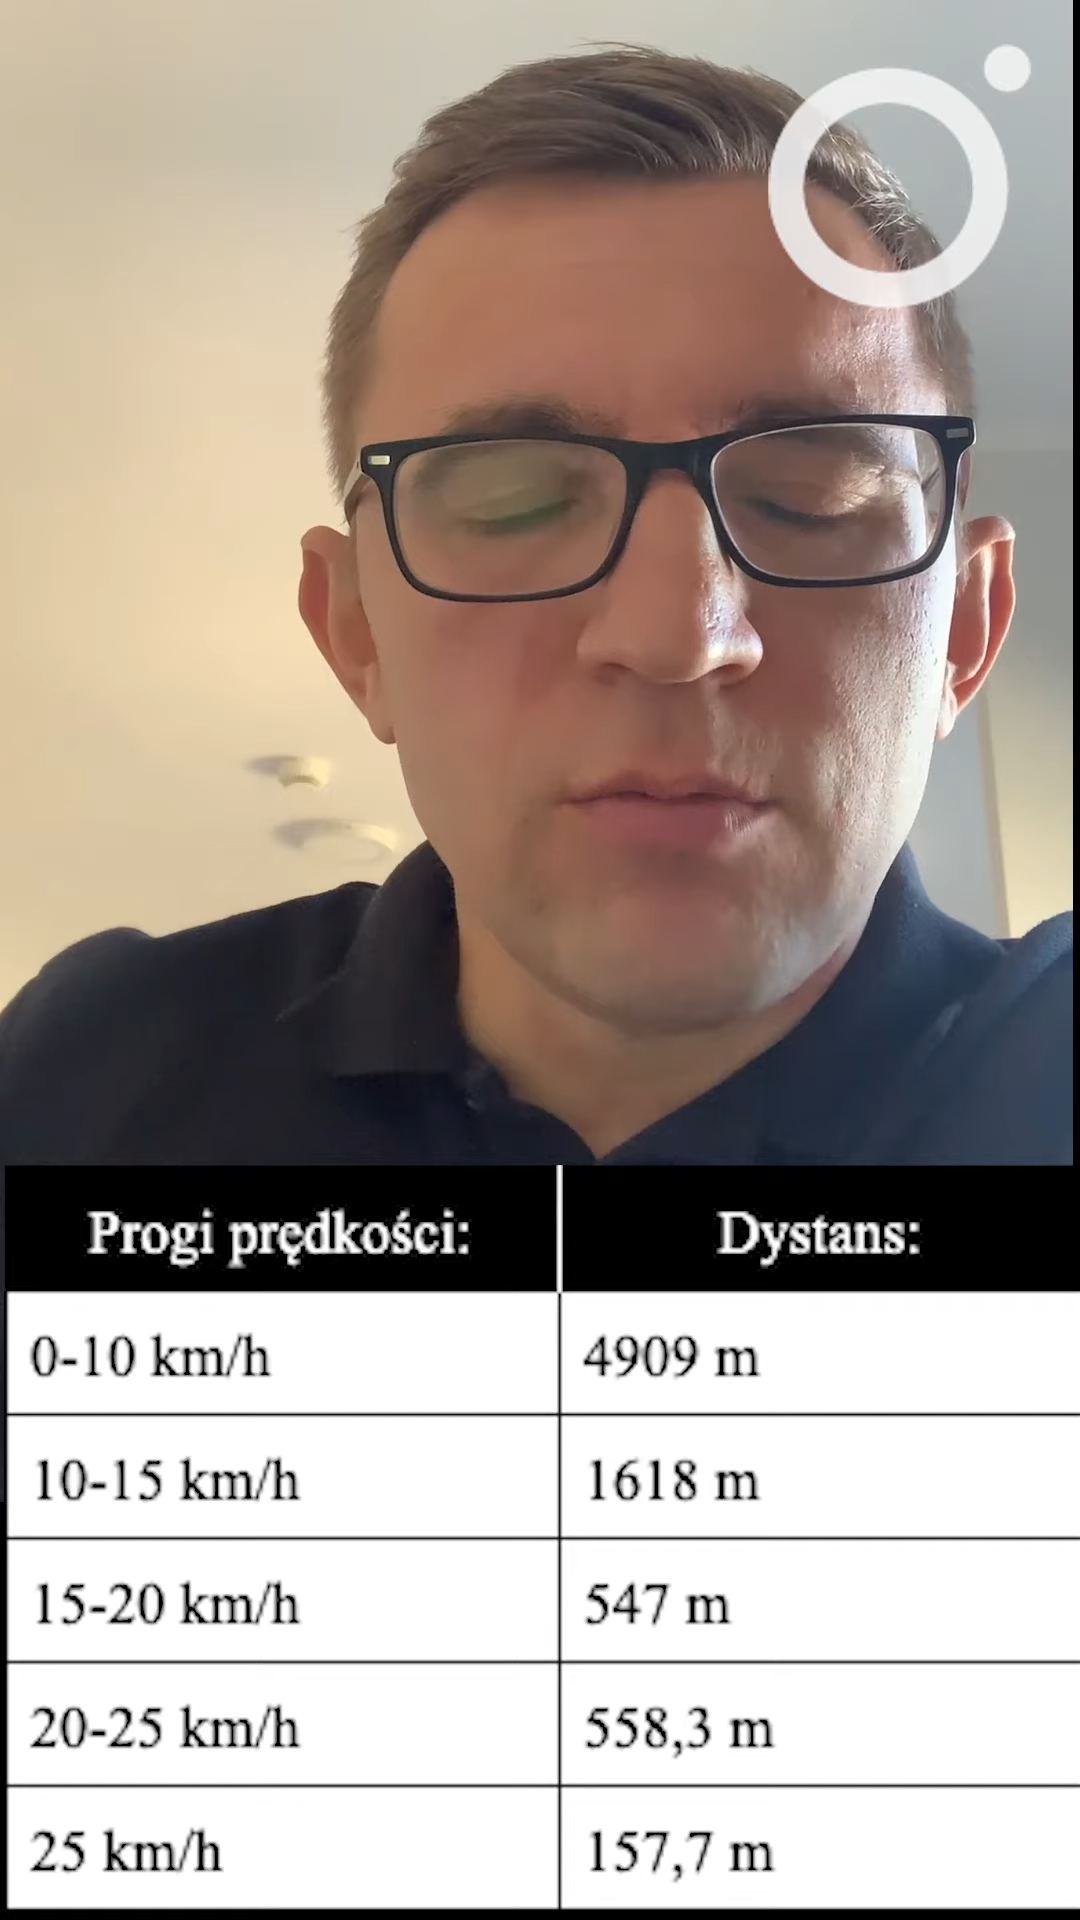 Progi prędkości: Dystans:
0-10 km/h 4909 m
10-15 km/h 1618 m
15-20 km/h 547 m
20-25 km/h 558,3 m
25 km/h 157,7 m